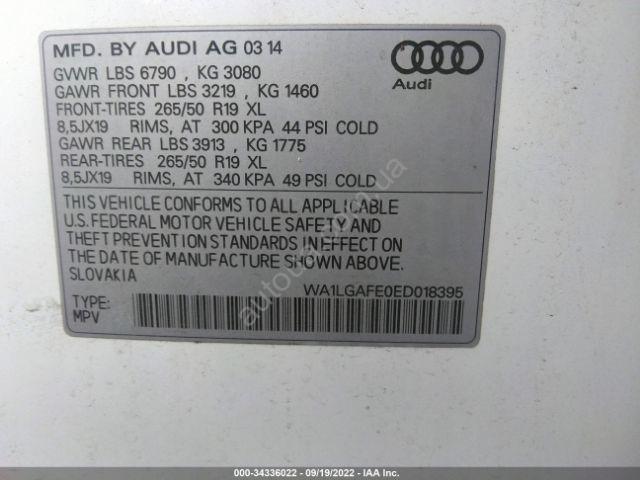 MFD. BY AUDI AG 03 14
GVWR LBS 6790 , KG 3080
GAWR FRONT LBS 3219 , KG 1460
FRONT-TIRES 265/50 R19 XL
8,5JX19 RIMS, AT 300 KPA 44 PSI COLD
GAWR REAR LBS 3913 , KG 1775
REAR-TIRES 265/50 R19 XL
8,5JX19 RIMS, AT 340 KPA 49 PSI COLD
Audi
THIS VEHICLE CONFORMS TO ALL APPLICABLE
U.S. FEDERAL MOTOR VEHICLE SAFETY AND
THEFT PREVENTION STANDARDS IN EFFECT ON
THE DATE OF MANUFACTURE SHOWN ABOVE.
SLOVAKIA
WA1LGAFE0ED018395
TYPE:
MPV
000-34336022 - 09/19/2022 - IAA Inc.